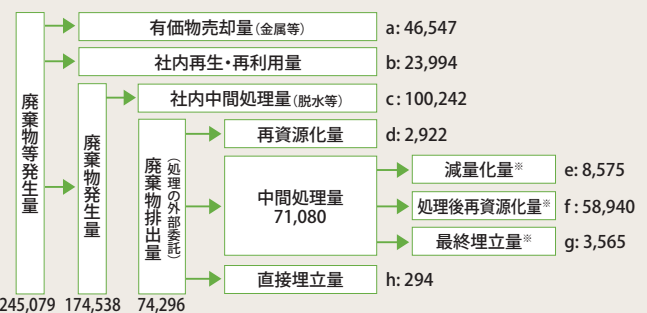 有価物売却量(金属等) a: 46,547
社内再生・再利用量 b: 23,994
社内中間処理量(脱水等) c: 100,242
再資源化量 d: 2,922
廃棄物等発生量
廃棄物発生量
廃棄物排出量
(処理の外部委託)
中間処理量
71,080
減量化量※ e: 8,575
処理後再資源化量※ f: 58,940
最終埋立量※ g: 3,565
直接埋立量 h: 294
245,079 174,538 74,296